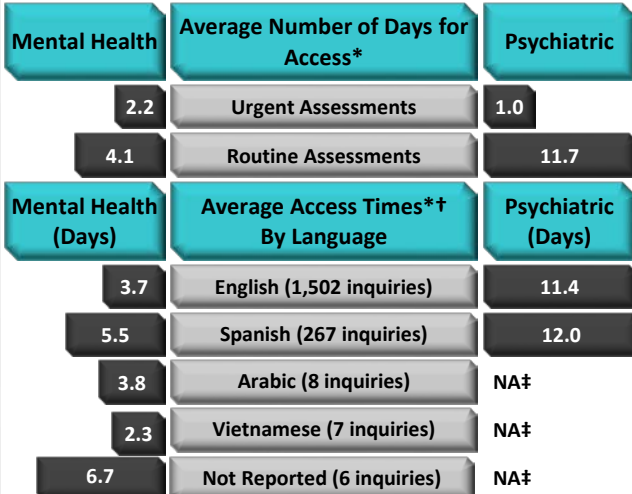 Mental Health
Average Number of Days for
Access*
Psychiatric
2.2
Urgent Assessments
1.0
4.1
Routine Assessments
11.7
Mental Health
(Days)
Average Access Times*†
By Language
Psychiatric
(Days)
3.7
English (1,502 inquiries)
11.4
5.5
Spanish (267 inquiries)
12.0
3.8
Arabic (8 inquiries)
NA‡
2.3
Vietnamese (7 inquiries)
NA‡
6.7
Not Reported (6 inquiries)
NA‡